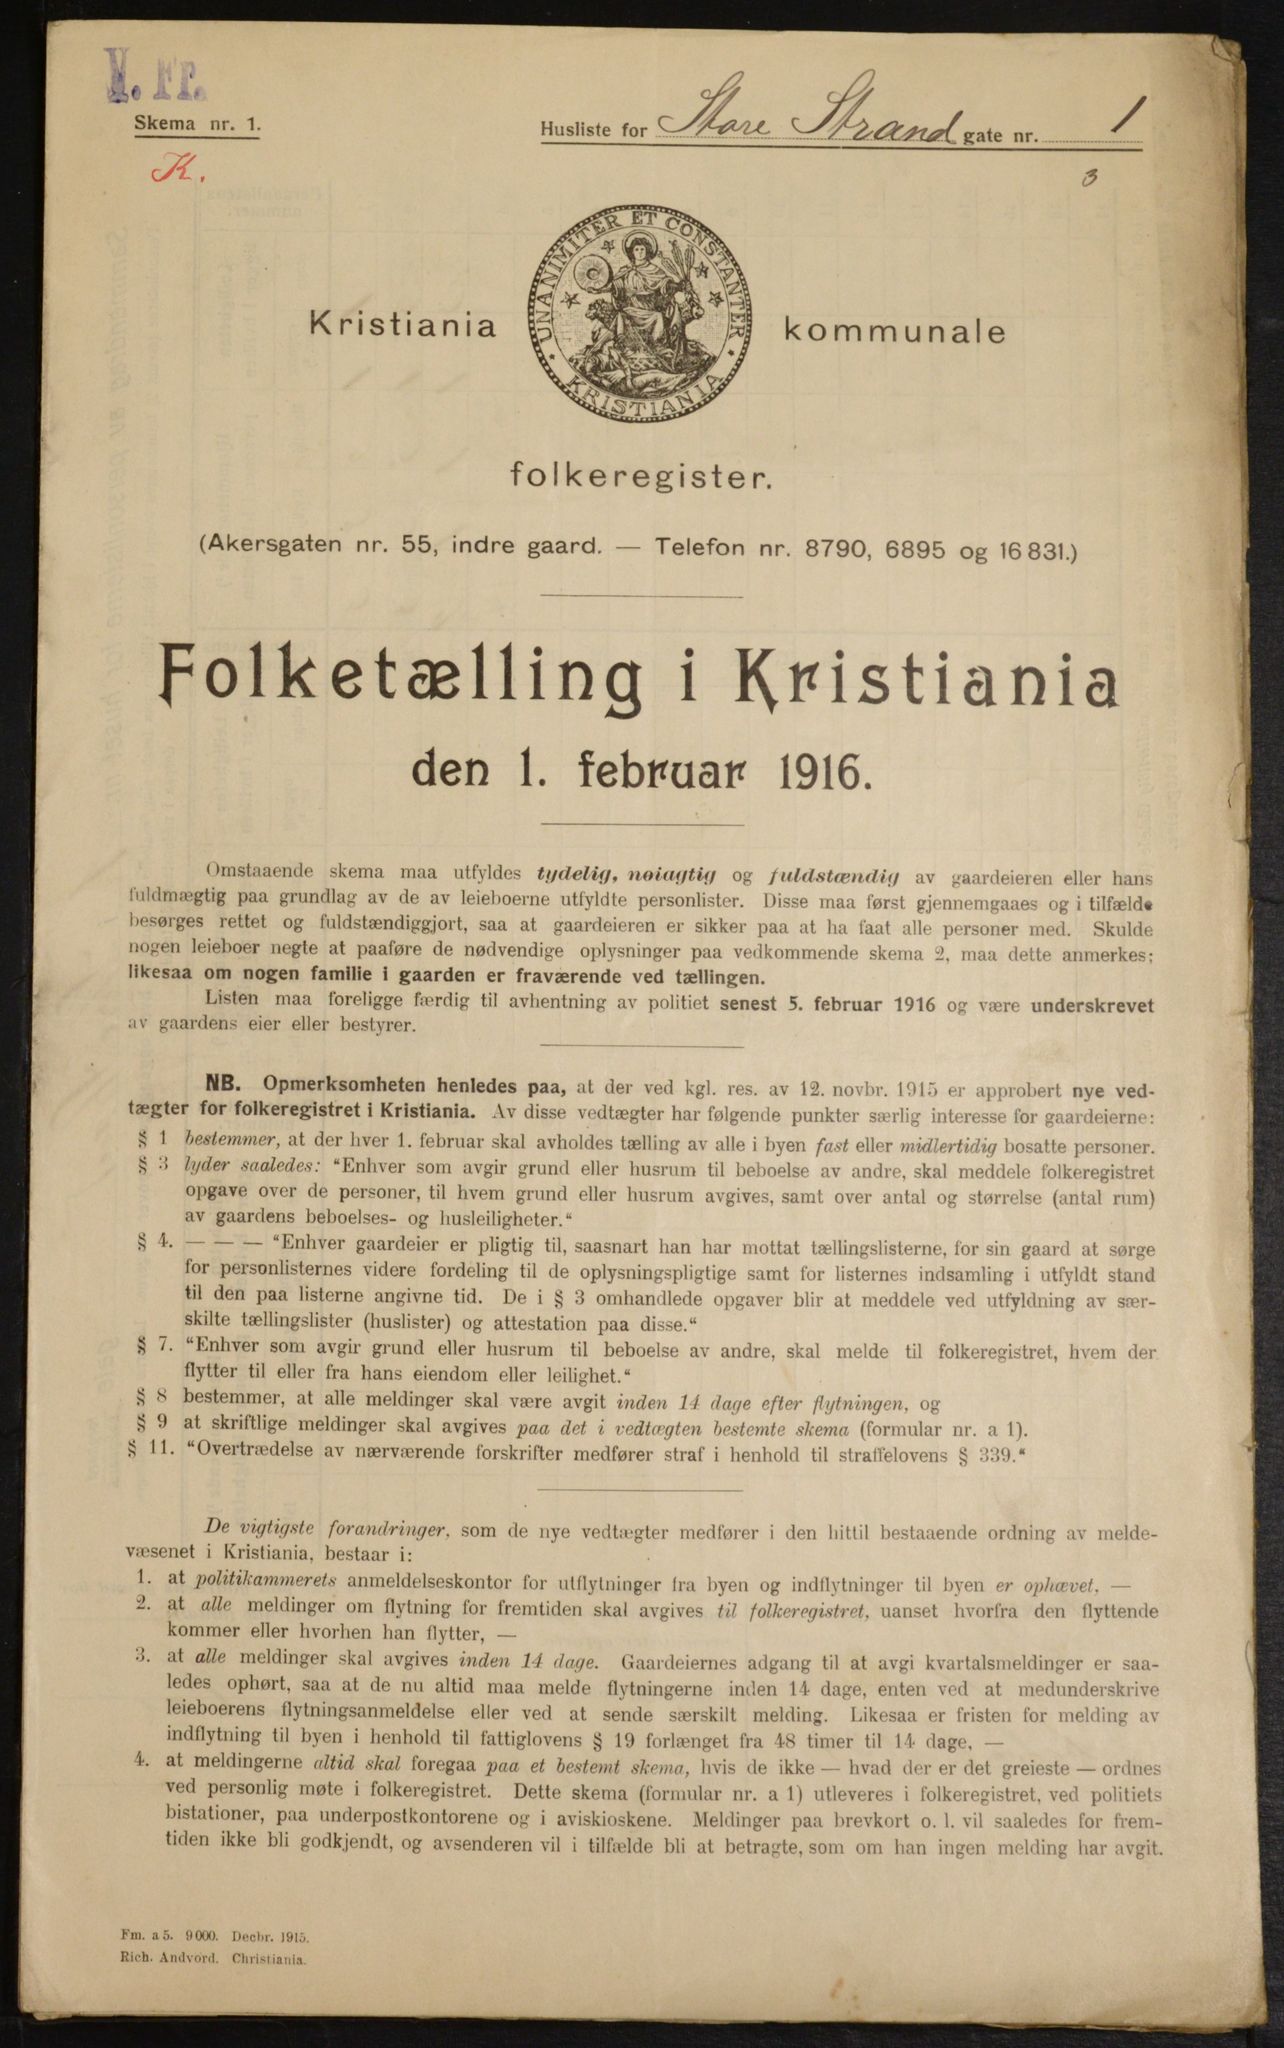 V. Fr.
Skema nr. 1.
K.
Husliste for Store Strand gate nr. 1
3
UNANIMITER ET CONSTANTER
KRISTIANIA
Kristiania kommunale
folkeregister.
(Akersgaten nr. 55, indre gaard. — Telefon nr. 8790, 6895 og 16 831.)
Folketælling i Kristiania
den 1. februar 1916.
Omstaaende skema maa utfyldes tydelig, nøiagtig og fuldstændig av gaardeieren eller hans
fuldmægtig paa grundlag av de av leieboerne utfyldte personlister. Disse maa først gjennemgaaes og i tilfælde
besørges rettet og fuldstændiggjort, saa at gaardeieren er sikker paa at ha faat alle personer med. Skulde
nogen leieboer negte at paaføre de nødvendige oplysninger paa vedkommende skema 2, maa dette anmerkes;
likesaa om nogen familie i gaarden er fraværende ved tællingen.
Listen maa foreligge færdig til avhentning av politiet senest 5. februar 1916 og være underskrevet
av gaardens eier eller bestyrer.
NB. Opmerksomheten henledes paa, at der ved kgl. res. av 12. novbr. 1915 er approbert nye ved-
tægter for folkeregistret i Kristiania. Av disse vedtægter har følgende punkter særlig interesse for gaardeierne:
§ 1 bestemmer, at der hver 1. februar skal avholdes tælling av alle i byen fast eller midlertidig bosatte personer.
§ 3 lyder saaledes: “Enhver som avgir grund eller husrum til beboelse av andre, skal meddele folkeregistret
opgave over de personer, til hvem grund eller husrum avgives, samt over antal og størrelse (antal rum)
av gaardens beboelses- og husleiligheter.“
§ 4. — — — “Enhver gaardeier er pligtig til, saasnart han har mottat tællingslisterne, for sin gaard at sørge
for personlisternes videre fordeling til de oplysningspligtige samt for listernes indsamling i utfyldt stand
til den paa listerne angivne tid. De i § 3 omhandlede opgaver blir at meddele ved utfyldning av sær-
skilte tællingslister (huslister) og attestation paa disse.“
§ 7. “Enhver som avgir grund eller husrum til beboelse av andre, skal melde til folkeregistret, hvem der
flytter til eller fra hans eiendom eller leilighet.“
§ 8 bestemmer, at alle meldinger skal være avgit inden 14 dage efter flytningen, og
§ 9 at skriftlige meldinger skal avgives paa det i vedtægten bestemte skema (formular nr. a 1).
§ 11. “Overtrædelse av nærværende forskrifter medfører straf i henhold til straffelovens § 339.“
De vigtigste forandringer, som de nye vedtægter medfører i den hittil bestaaende ordning av melde-
væsenet i Kristiania, bestaar i:
1. at politikammerets anmeldelseskontor for utflytninger fra byen og indflytninger til byen er ophævet, —
2. at alle meldinger om flytning for fremtiden skal avgives til folkeregistret, uanset hvorfra den flyttende
kommer eller hvorhen han flytter, —
3. at alle meldinger skal avgives inden 14 dage. Gaardeiernes adgang til at avgi kvartalsmeldinger er saa-
ledes ophørt, saa at de nu altid maa melde flytningerne inden 14 dage, enten ved at medunderskrive
leieboerens flytningsanmeldelse eller ved at sende særskilt melding. Likesaa er fristen for melding av
indflytning til byen i henhold til fattiglovens § 19 forlænget fra 48 timer til 14 dage, —
4. at meldingerne altid skal foregaa paa et bestemt skema, hvis de ikke — hvad der er det greieste — ordnes
ved personlig møte i folkeregistret. Dette skema (formular nr. a 1) utleveres i folkeregistret, ved politiets
bistationer, paa underpostkontorene og i aviskioskene. Meldinger paa brevkort o. l. vil saaledes for frem-
tiden ikke bli godkjendt, og avsenderen vil i tilfælde bli at betragte, som om han ingen melding har avgit.
Fm. a 5. 9 000. Decbr. 1915.
Rich. Andvord. Christiania.